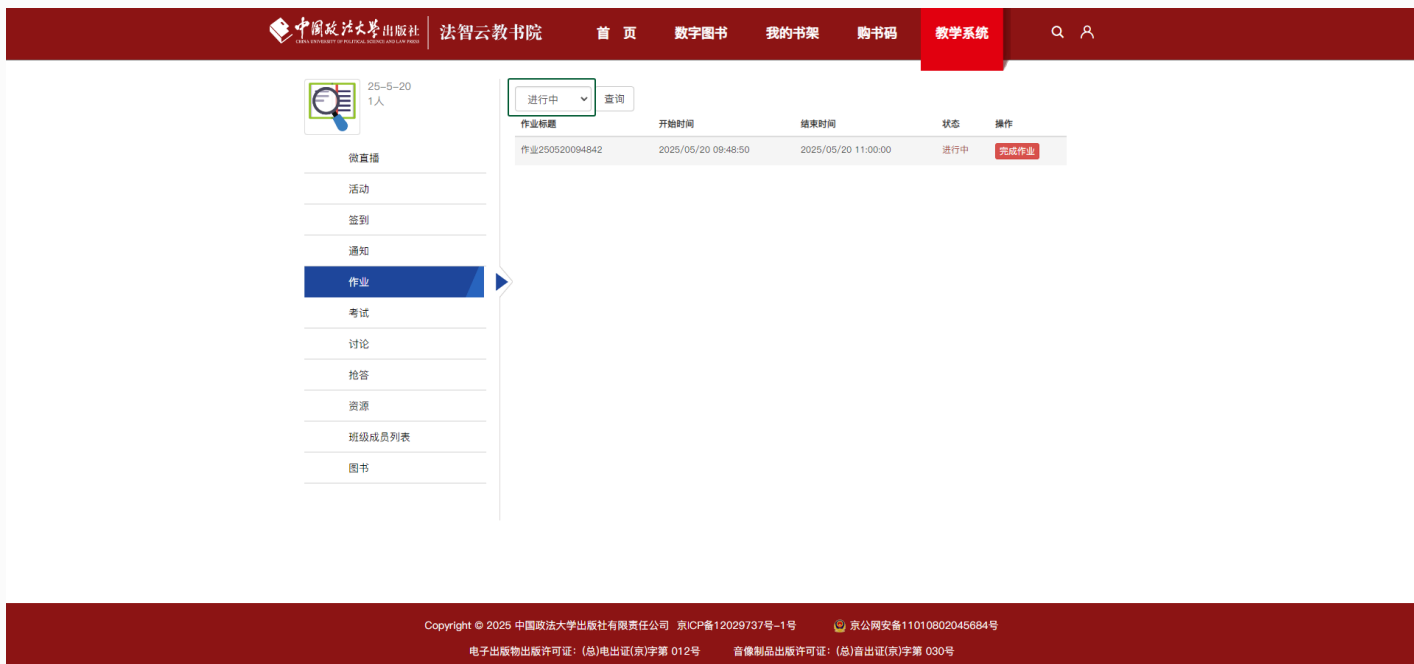 中国政法大学出版社 法智云教书院 首 页 数字图书 我的书架 购书码 教学系统
CHINA UNIVERSITY OF POLITICAL SCIENCE AND LAW PRESS
25-5-20
1人
进行中 查询
作业标题 开始时间 结束时间 状态 操作
作业250520094842 2025/05/20 09:48:50 2025/05/20 11:00:00 进行中 完成作业
微直播
活动
签到
通知
作业
考试
讨论
抢答
资源
班级成员列表
图书
Copyright © 2025 中国政法大学出版社有限责任公司 京ICP备12029737号-1号 京公网安备11010802045684号
电子出版物出版许可证：(总)电出证(京)字第 012号 音像制品出版许可证：(总)音出证(京)字第 030号